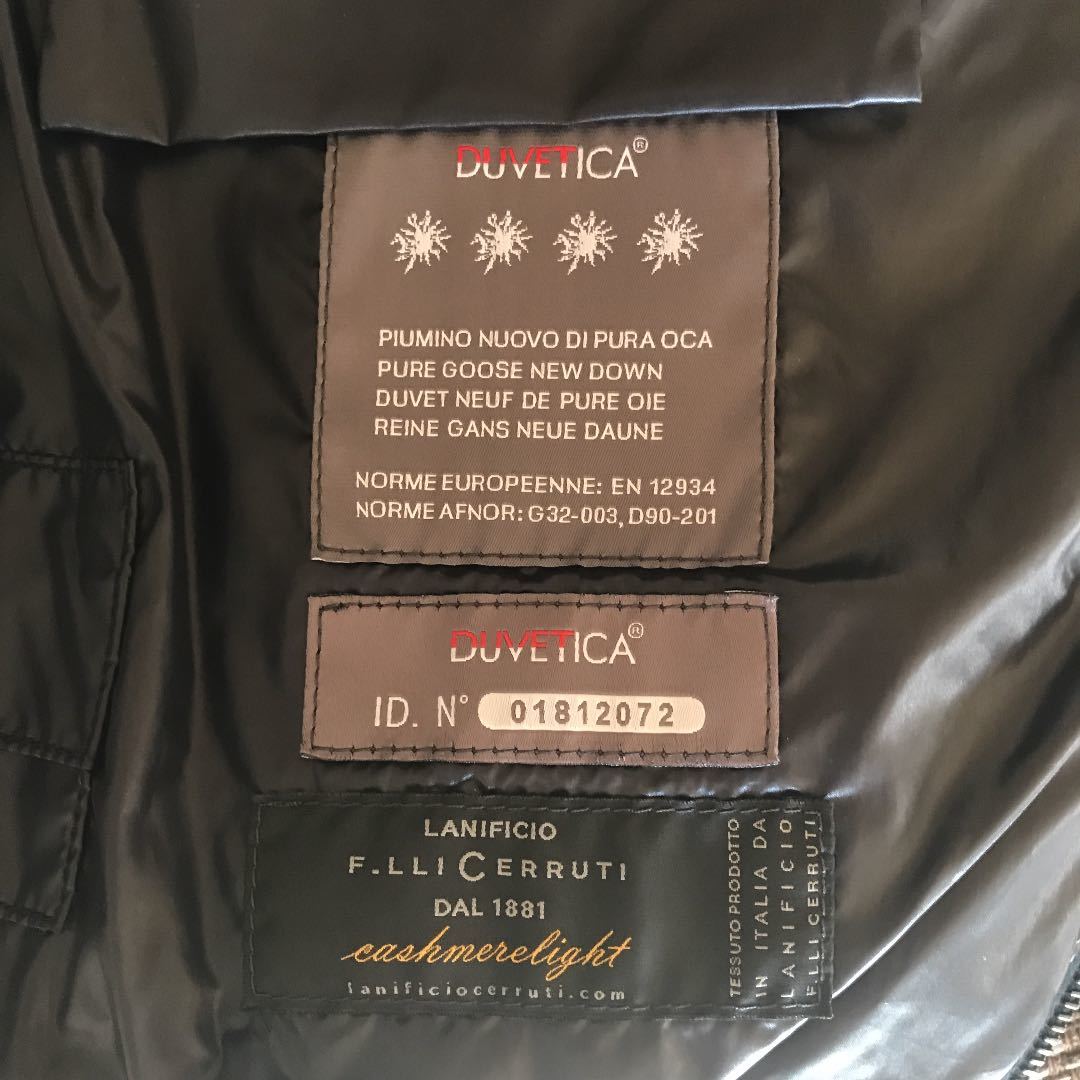 DUVETICA®
PIUMINO NUOVO DI PURA OCA
PURE GOOSE NEW DOWN
DUVET NEUF DE PURE OIE
REINE GANS NEUE DAUNE
NORME EUROPEENNE: EN 12934
NORME AFNOR: G32-003, D90-201
DUVETICA®
ID. N° 01812072
LANIFICIO
F.LLI CERRUTI
DAL 1881
cashmerelight
lanificiocerruti.com
TESSUTO PRODOTTO
IN ITALIA DA
LANIFICIO
F.LLI CERRUTI